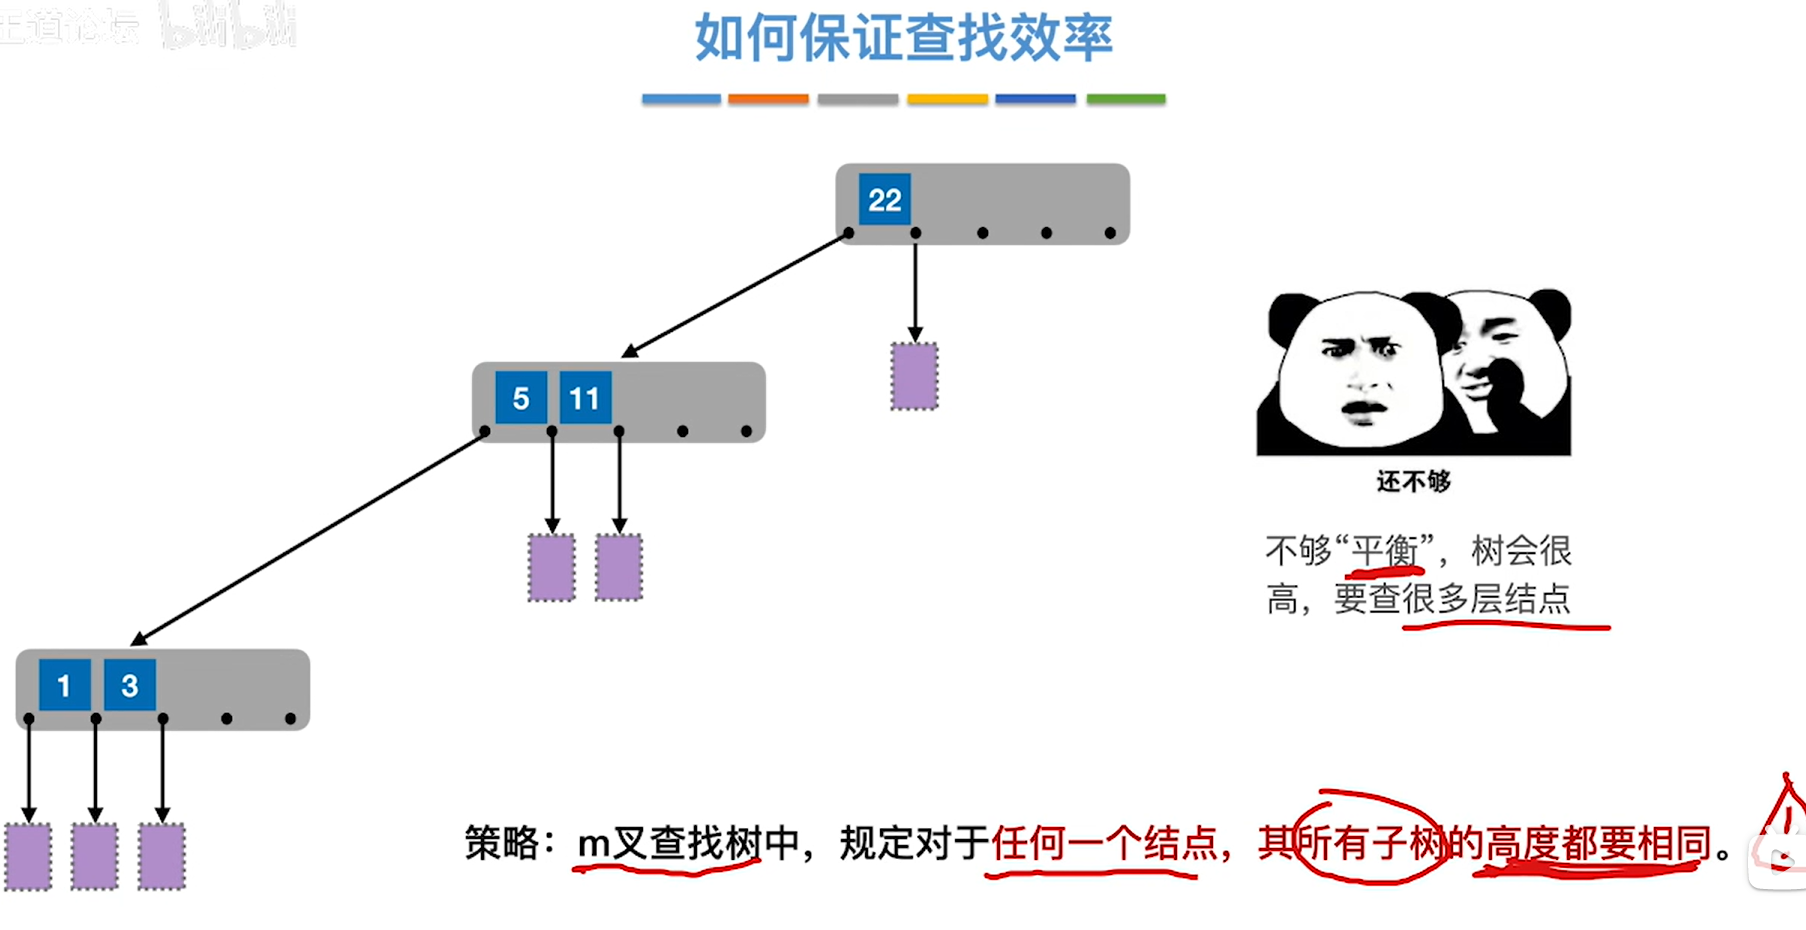 王道论坛 bilibili
如何保证查找效率
22
5 11
还不够
不够“平衡”，树会很
高，要查很多层结点
1 3
策略：m叉查找树中，规定对于任何一个结点，其所有子树的高度都要相同。